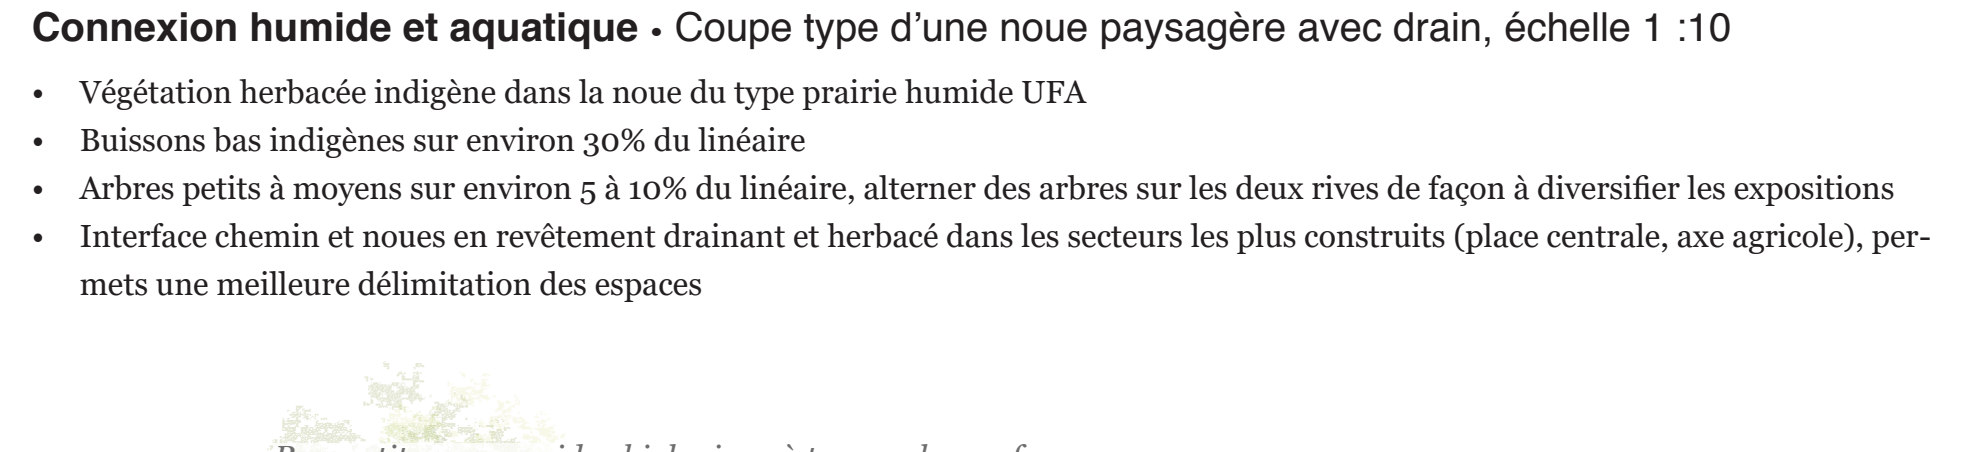 Connexion humide et aquatique • Coupe type d'une noue paysagère avec drain, échelle 1 :10
• Végétation herbacée indigène dans la noue du type prairie humide UFA
• Buissons bas indigènes sur environ 30% du linéaire
• Arbres petits à moyens sur environ 5 à 10% du linéaire, alterner des arbres sur les deux rives de façon à diversifier les expositions
• Interface chemin et noues en revêtement drainant et herbacé dans les secteurs les plus construits (place centrale, axe agricole), per-
mets une meilleure délimitation des espaces